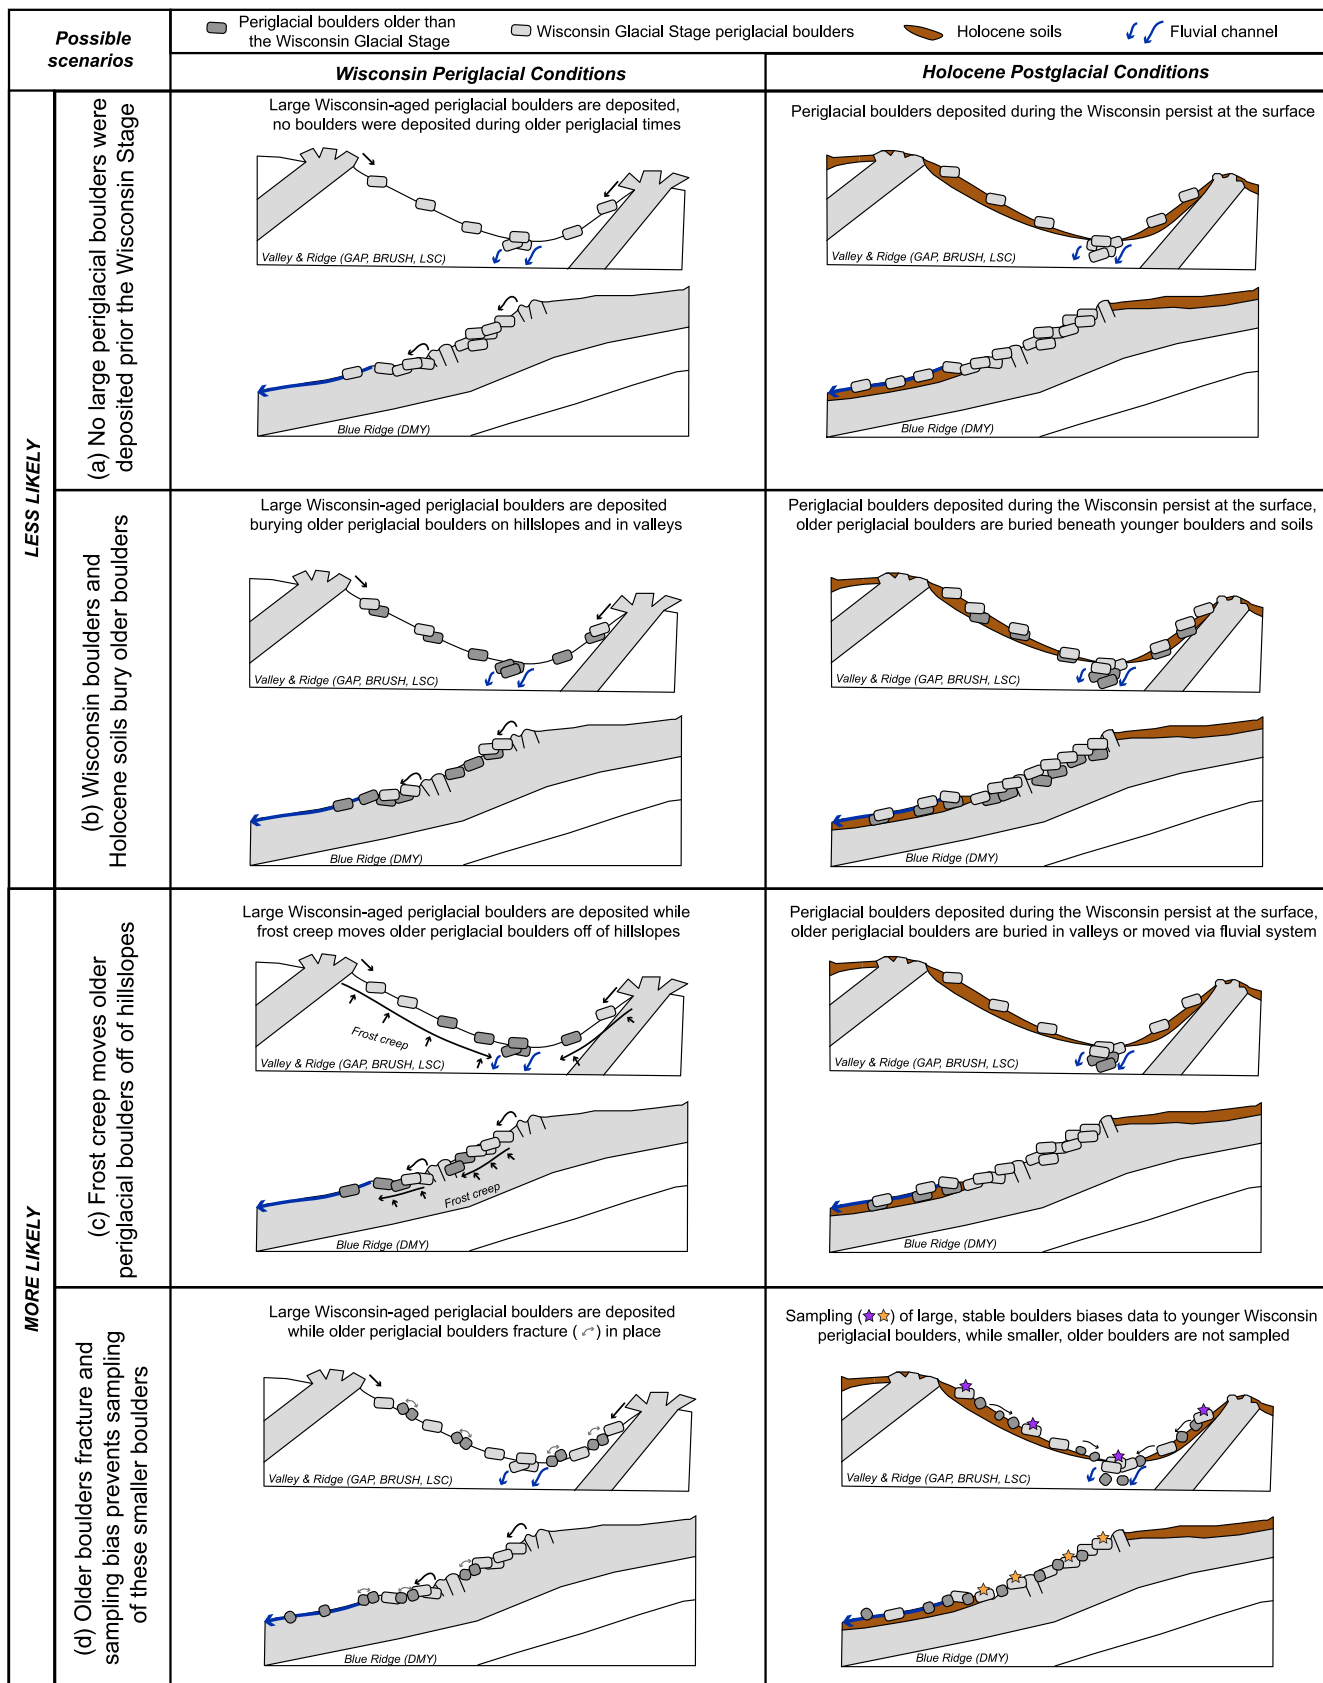 Possible
scenarios
Periglacial boulders older than
the Wisconsin Glacial Stage
Wisconsin Glacial Stage periglacial boulders
Holocene soils
Fluvial channel
Wisconsin Periglacial Conditions
Holocene Postglacial Conditions
LESS LIKELY
(a) No large periglacial boulders were
deposited prior the Wisconsin Stage
Large Wisconsin-aged periglacial boulders are deposited,
no boulders were deposited during older periglacial times
Valley & Ridge (GAP, BRUSH, LSC)
Blue Ridge (DMY)
Periglacial boulders deposited during the Wisconsin persist at the surface
Valley & Ridge (GAP, BRUSH, LSC)
Blue Ridge (DMY)
(b) Wisconsin boulders and
Holocene soils bury older boulders
Large Wisconsin-aged periglacial boulders are deposited
burying older periglacial boulders on hillslopes and in valleys
Valley & Ridge (GAP, BRUSH, LSC)
Blue Ridge (DMY)
Periglacial boulders deposited during the Wisconsin persist at the surface,
older periglacial boulders are buried beneath younger boulders and soils
Valley & Ridge (GAP, BRUSH, LSC)
Blue Ridge (DMY)
MORE LIKELY
(c) Frost creep moves older
periglacial boulders off of hillslopes
Large Wisconsin-aged periglacial boulders are deposited while
frost creep moves older periglacial boulders off of hillslopes
Frost creep
Valley & Ridge (GAP, BRUSH, LSC)
Frost creep
Blue Ridge (DMY)
Periglacial boulders deposited during the Wisconsin persist at the surface,
older periglacial boulders are buried in valleys or moved via fluvial system
Valley & Ridge (GAP, BRUSH, LSC)
Blue Ridge (DMY)
(d) Older boulders fracture and
sampling bias prevents sampling
of these smaller boulders
Large Wisconsin-aged periglacial boulders are deposited
while older periglacial boulders fracture ( ) in place
Valley & Ridge (GAP, BRUSH, LSC)
Blue Ridge (DMY)
Sampling (★★) of large, stable boulders biases data to younger Wisconsin
periglacial boulders, while smaller, older boulders are not sampled
Valley & Ridge (GAP, BRUSH, LSC)
Blue Ridge (DMY)